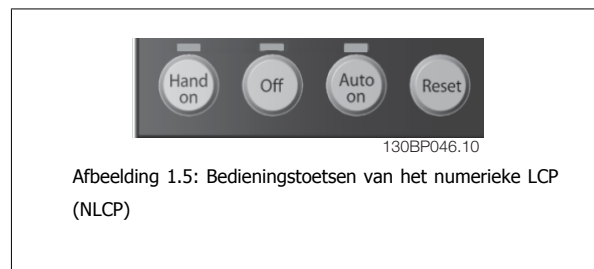 Hand on
Off
Auto on
Reset
130BP046.10
Afbeelding 1.5: Bedieningstoetsen van het numerieke LCP
(NLCP)